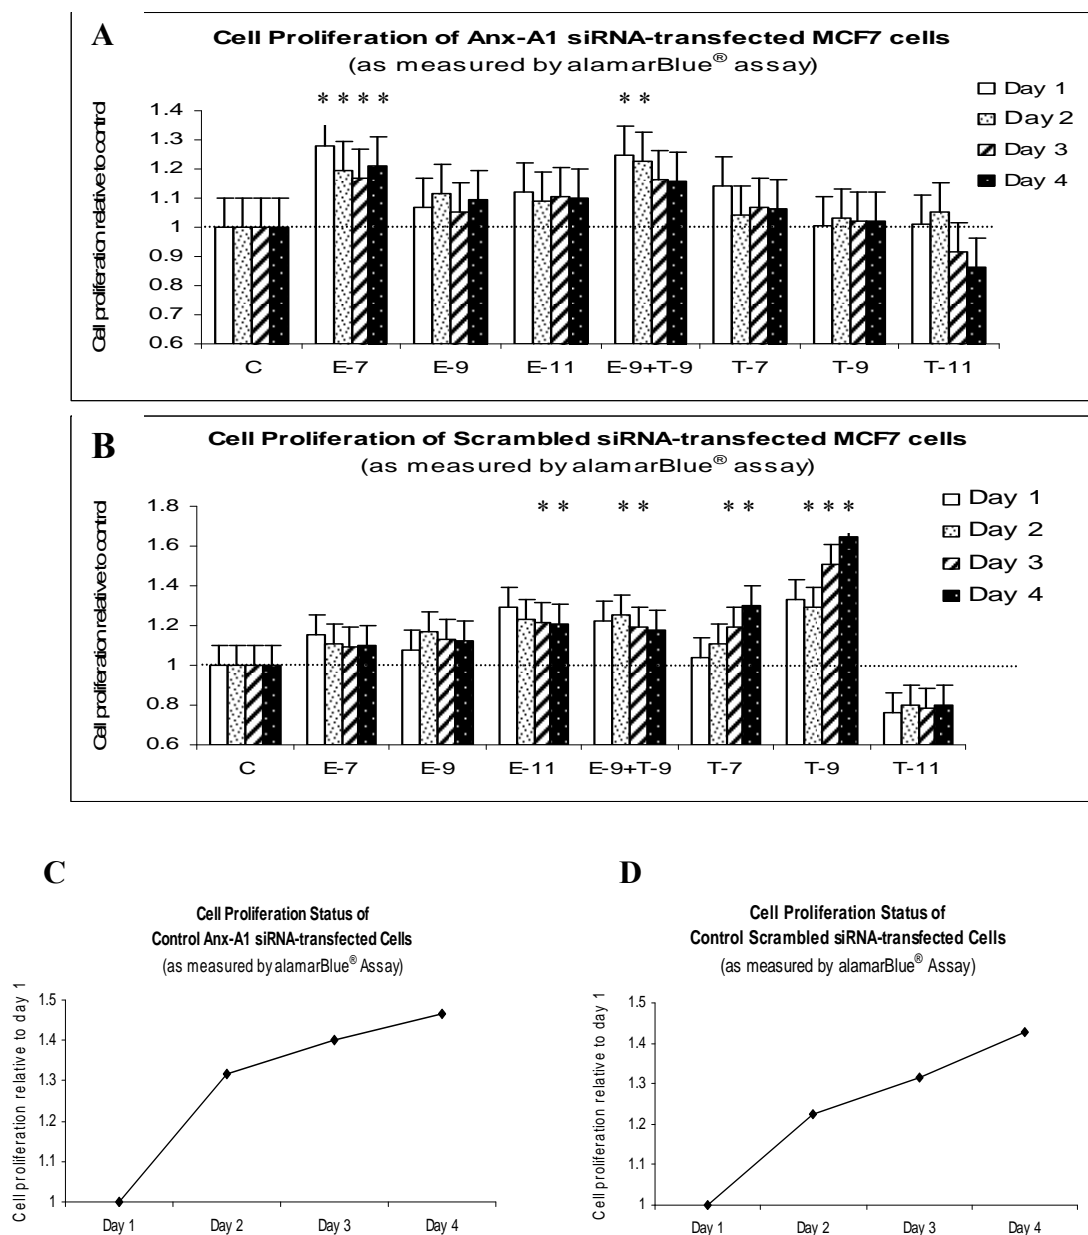 A
Cell Proliferation of Anx-A1 siRNA-transfected MCF7 cells
(as measured by alamarBlue® assay)
Cell proliferation relative to control
* * * *
* *
1.4
1.3
1.2
1.1
1
0.9
0.8
0.7
0.6
C E-7 E-9 E-11 E-9+T-9 T-7 T-9 T-11
Day 1
Day 2
Day 3
Day 4
B
Cell Proliferation of Scrambled siRNA-transfected MCF7 cells
(as measured by alamarBlue® assay)
Cell proliferation relative to control
* * * * * * * * *
1.8
1.6
1.4
1.2
1
0.8
0.6
C E-7 E-9 E-11 E-9+T-9 T-7 T-9 T-11
Day 1
Day 2
Day 3
Day 4
C
Cell Proliferation Status of
Control Anx-A1 siRNA-transfected Cells
(as measured by alamarBlue® Assay)
Cell proliferation relative to day 1
1.5
1.4
1.3
1.2
1.1
1
Day 1 Day 2 Day 3 Day 4
D
Cell Proliferation Status of
Control Scrambled siRNA-transfected Cells
(as measured by alamarBlue® Assay)
Cell proliferation relative to day 1
1.5
1.4
1.3
1.2
1.1
1
Day 1 Day 2 Day 3 Day 4